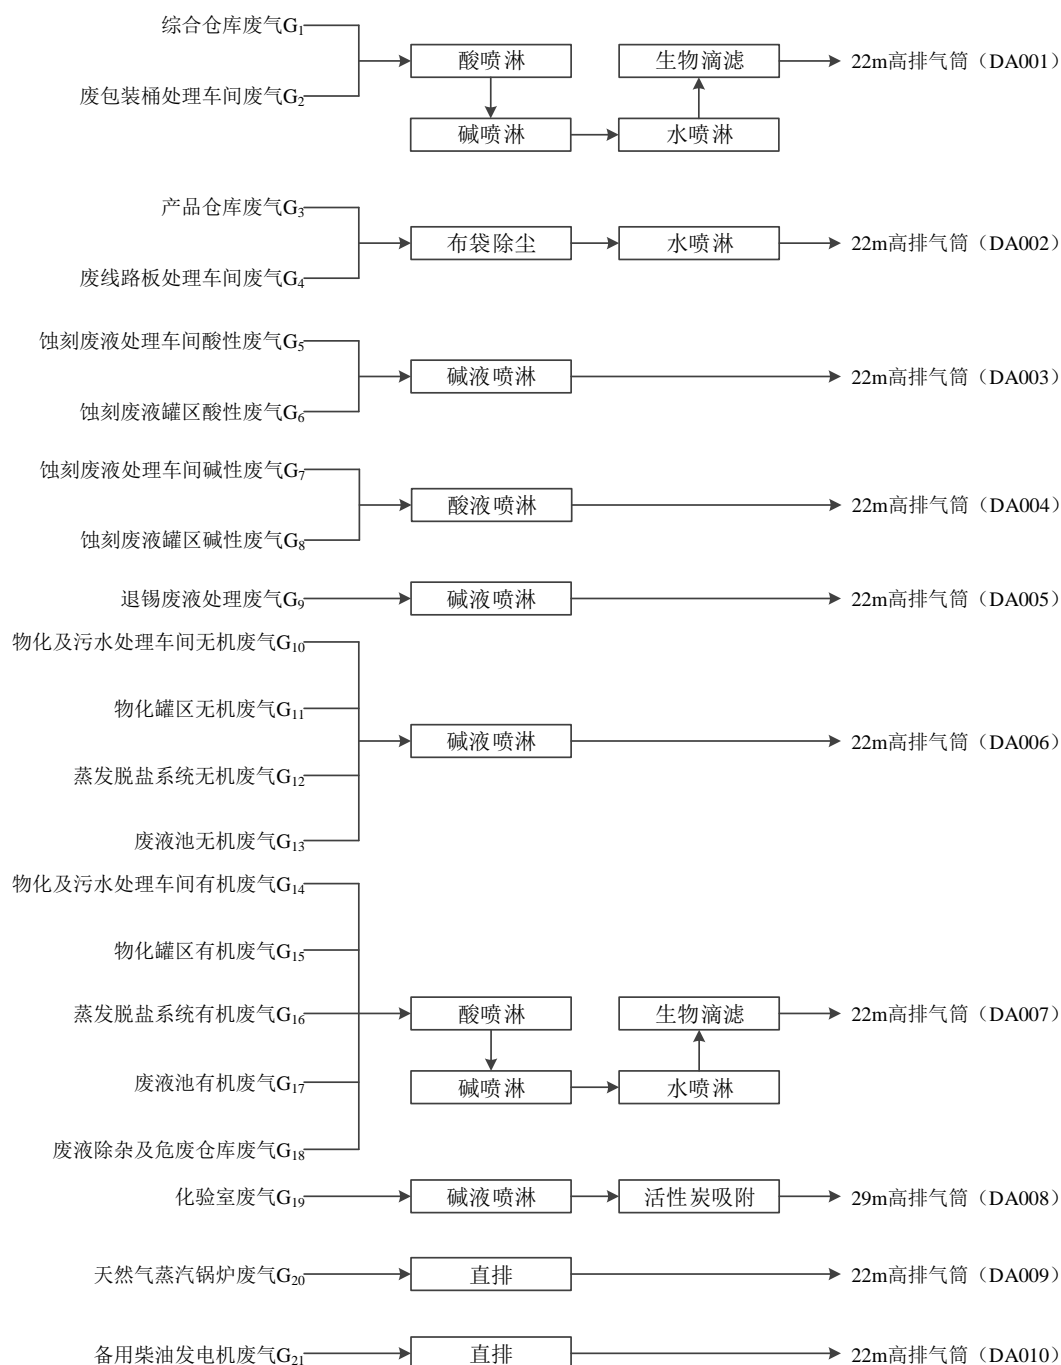 综合仓库废气G1
酸喷淋
生物滴滤
22m高排气筒（DA001）
废包装桶处理车间废气G2
碱喷淋
水喷淋
产品仓库废气G3
布袋除尘
水喷淋
22m高排气筒（DA002）
废线路板处理车间废气G4
蚀刻废液处理车间酸性废气G5
碱液喷淋
22m高排气筒（DA003）
蚀刻废液罐区酸性废气G6
蚀刻废液处理车间碱性废气G7
酸液喷淋
22m高排气筒（DA004）
蚀刻废液罐区碱性废气G8
退锡废液处理废气G9
碱液喷淋
22m高排气筒（DA005）
物化及污水处理车间无机废气G10
物化罐区无机废气G11
碱液喷淋
22m高排气筒（DA006）
蒸发脱盐系统无机废气G12
废液池无机废气G13
物化及污水处理车间有机废气G14
物化罐区有机废气G15
蒸发脱盐系统有机废气G16
酸喷淋
生物滴滤
22m高排气筒（DA007）
废液池有机废气G17
碱喷淋
水喷淋
废液除杂及危废仓库废气G18
化验室废气G19
碱液喷淋
活性炭吸附
29m高排气筒（DA008）
天然气蒸汽锅炉废气G20
直排
22m高排气筒（DA009）
备用柴油发电机废气G21
直排
22m高排气筒（DA010）